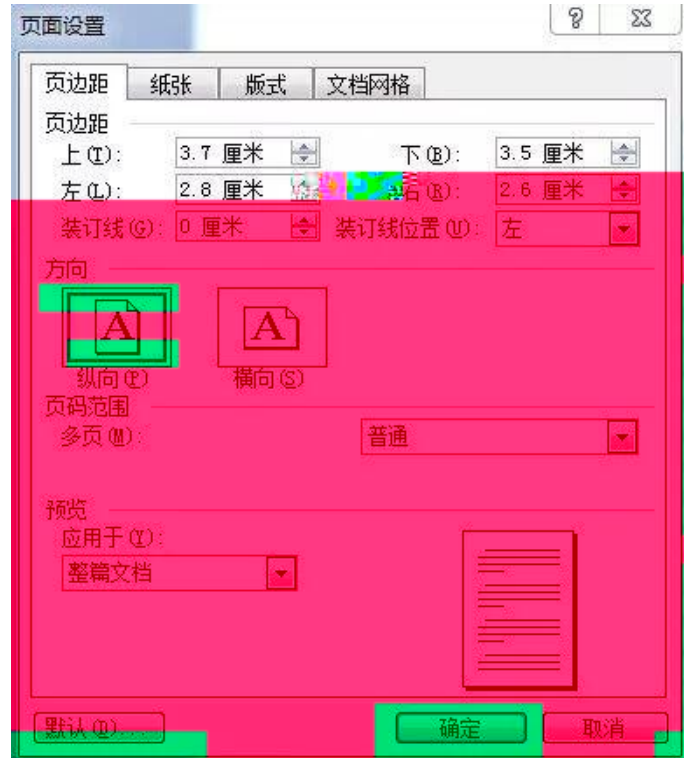 页面设置
页边距 纸张 版式 文档网格
页边距
上(T): 3.7 厘米 下(B): 3.5 厘米
左(L): 2.8 厘米 右(R): 2.6 厘米
装订线(G): 0 厘米 装订线位置(U): 左
方向
A A
纵向(P) 横向(S)
页码范围
多页(M): 普通
预览
应用于(Y):
整篇文档
默认(D)... 确定 取消